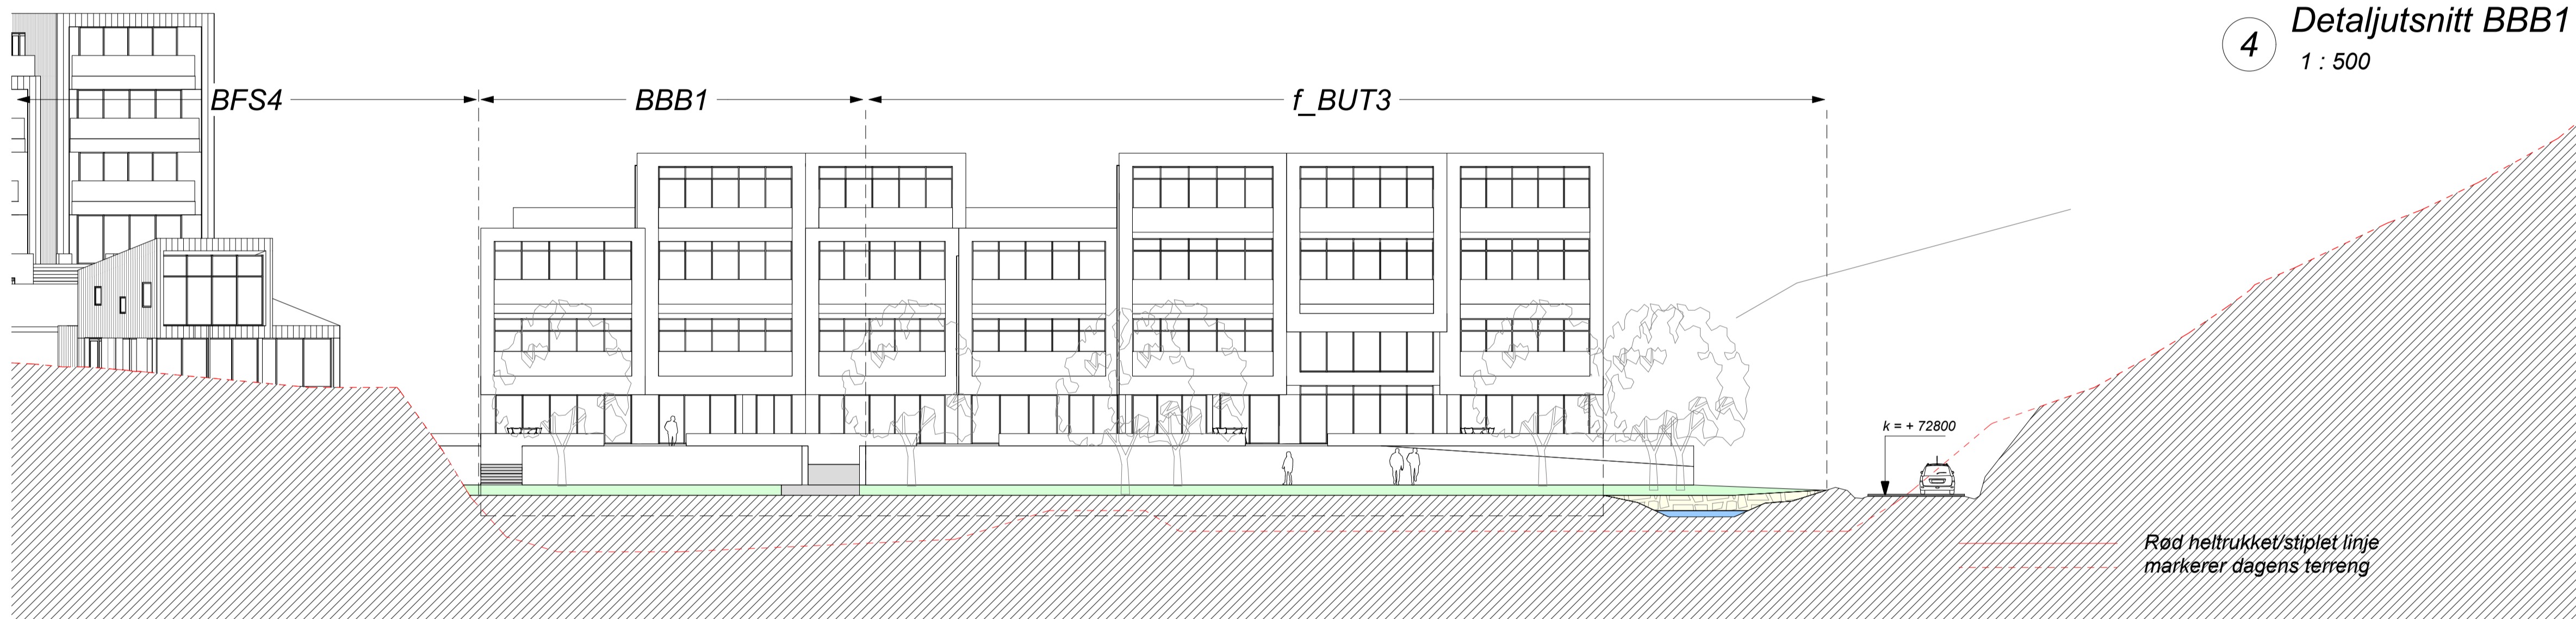 4
Detaljutsnitt BBB1
1 : 500
BFS4
BBB1
f_BUT3
k = + 72800
Rød heltrukket/stiplet linje
markerer dagens terreng